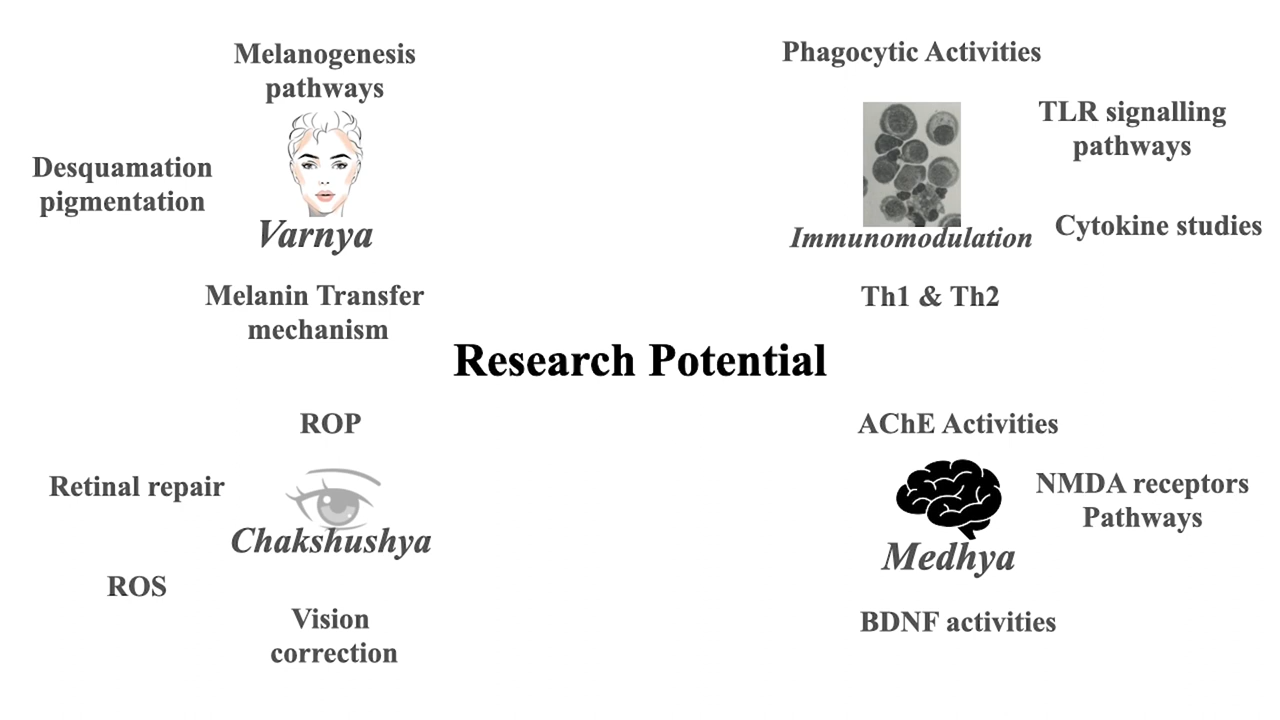 Melanogenesis
pathways
Desquamation
pigmentation
Varnya
Melanin Transfer
mechanism
Phagocytic Activities
TLR signalling
pathways
Immunomodulation
Cytokine studies
Th1 & Th2
Research Potential
ROP
Retinal repair
Chakshushya
ROS
Vision
correction
AChE Activities
NMDA receptors
Pathways
Medhya
BDNF activities